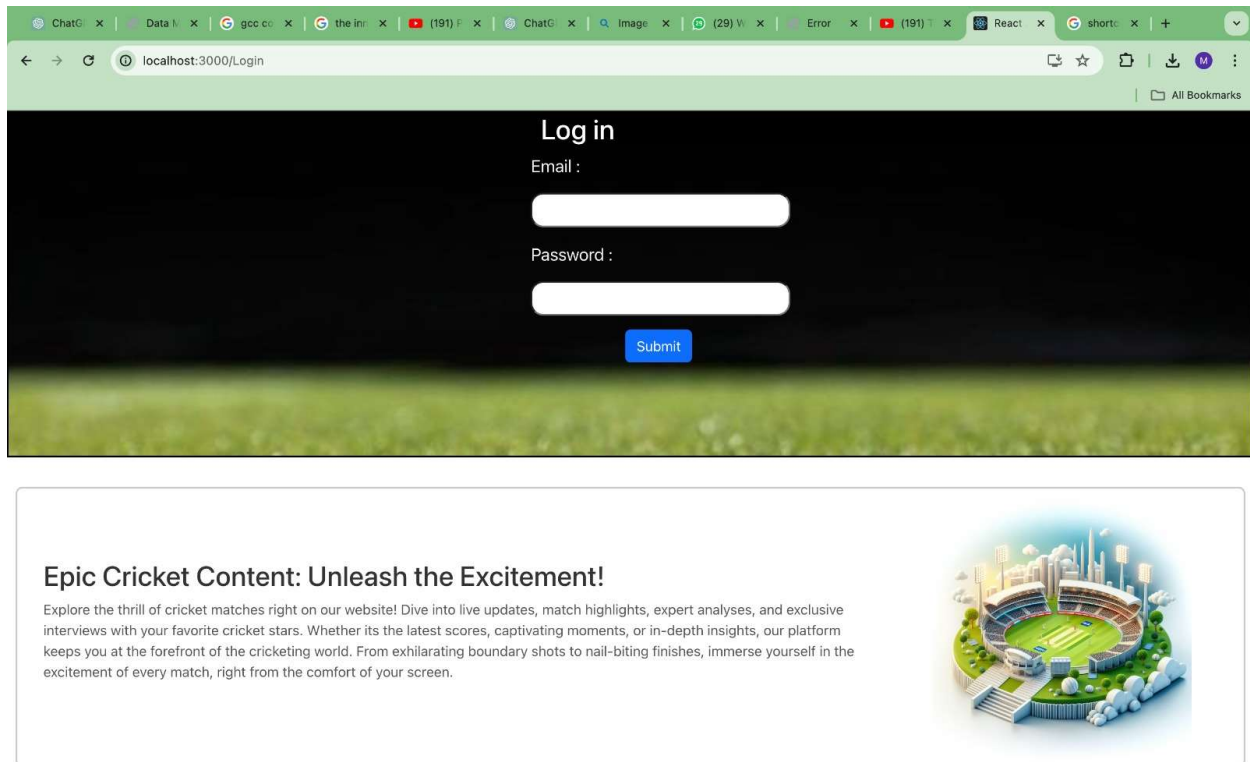 ChatG
Data M
gcc co
the inn
(191) F
ChatG
Image
(29) W
Error
(191) T
React
shortc
localhost:3000/Login
M
All Bookmarks
Log in
Email :
Password :
Submit
Epic Cricket Content: Unleash the Excitement!
Explore the thrill of cricket matches right on our website! Dive into live updates, match highlights, expert analyses, and exclusive
interviews with your favorite cricket stars. Whether its the latest scores, captivating moments, or in-depth insights, our platform
keeps you at the forefront of the cricketing world. From exhilarating boundary shots to nail-biting finishes, immerse yourself in the
excitement of every match, right from the comfort of your screen.